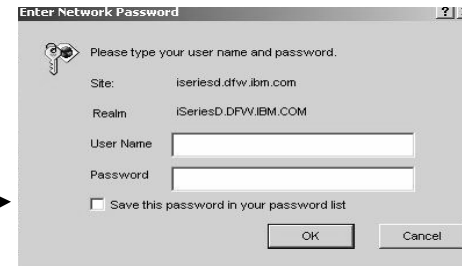 Enter Network Password
Please type your user name and password.
Site: iseriesd.dfw.ibm.com
Realm iSeriesD.DFW.IBM.COM
User Name
Password
Save this password in your password list
OK Cancel